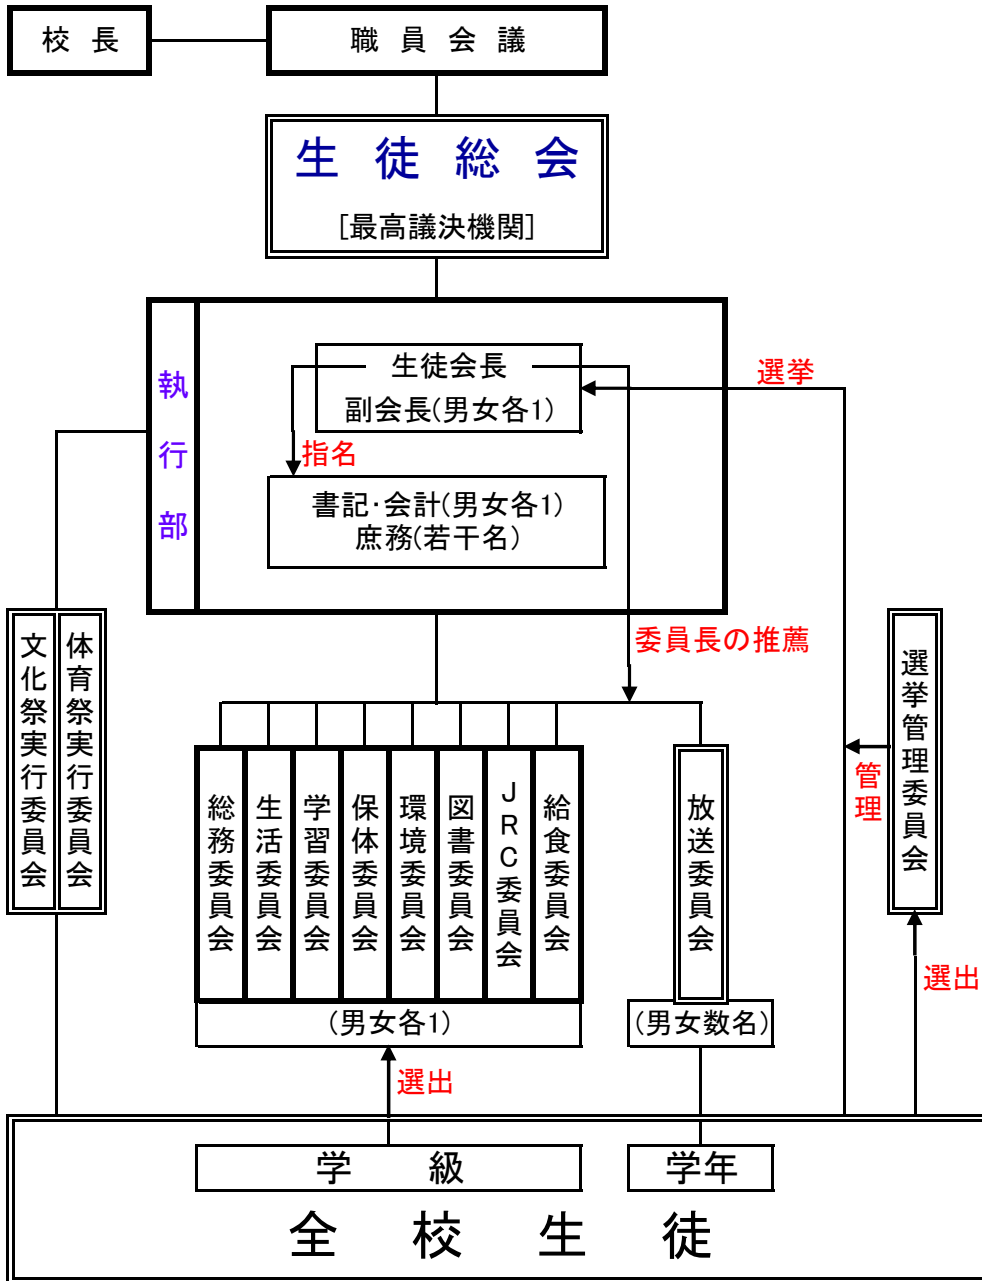 校 長
職 員 会 議
生 徒 総 会
[最高議決機関]
執行部
生徒会長
副会長(男女各1)
選挙
指名
書記・会計(男女各1)
庶務(若干名)
委員長の推薦
文化祭実行委員会
体育祭実行委員会
選挙管理委員会
管理
総務委員会
生活委員会
学習委員会
保体委員会
環境委員会
図書委員会
JRC委員会
給食委員会
放送委員会
選出
(男女各1)
(男女数名)
選出
学 級
学年
全 校 生 徒